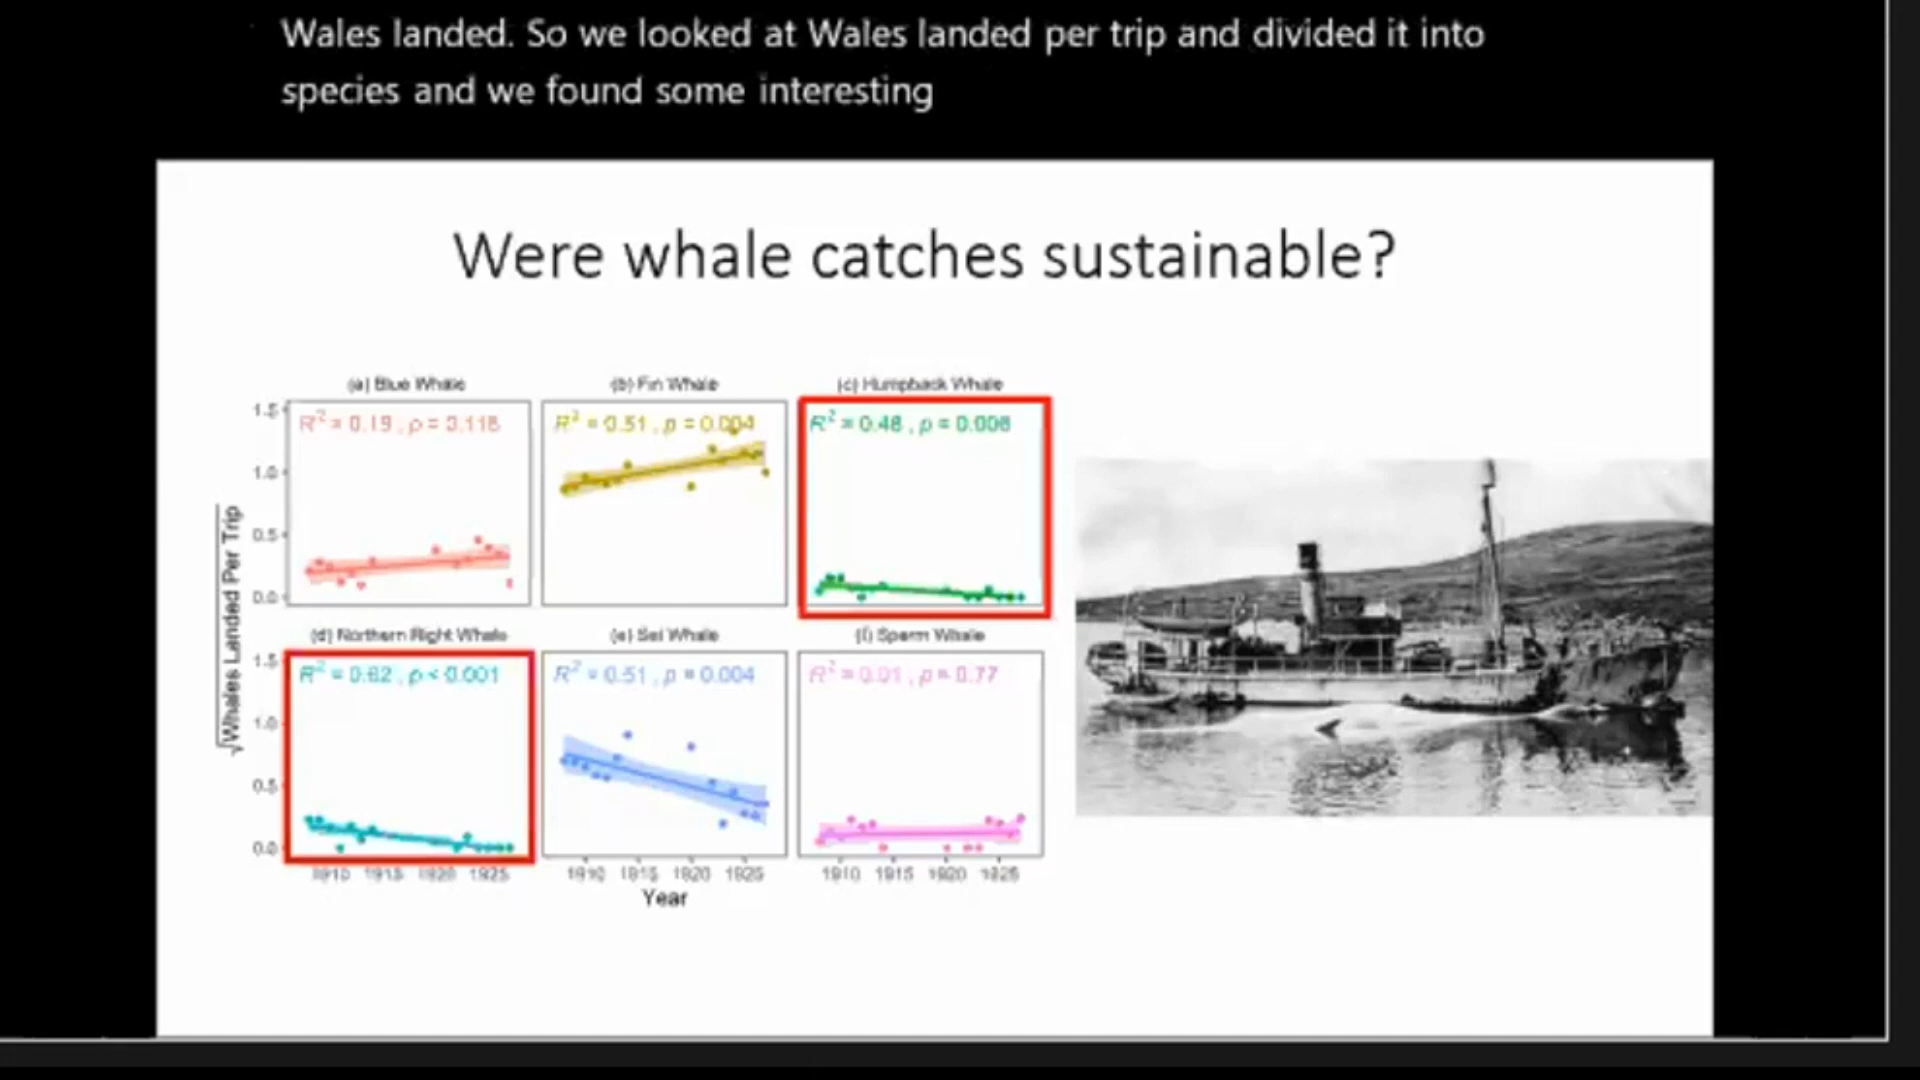 Wales landed. So we looked at Wales landed per trip and divided it into
species and we found some interesting
Were whale catches sustainable?
(a) Blue Whale
(b) Fin Whale
(c) Humpback Whale
R² = 0.19, p = 0.118
R² = 0.51, p = 0.004
R² = 0.48, p = 0.008
1.5
1.0
0.5
0.0
√Whales Landed Per Trip
(d) Northern Right Whale
(e) Sei Whale
(f) Sperm Whale
R² = 0.62, p < 0.001
R² = 0.51, p = 0.004
R² = 0.01, p = 0.77
1.5
1.0
0.5
0.0
1910 1915 1920 1925
1910 1915 1920 1925
1910 1915 1920 1925
Year